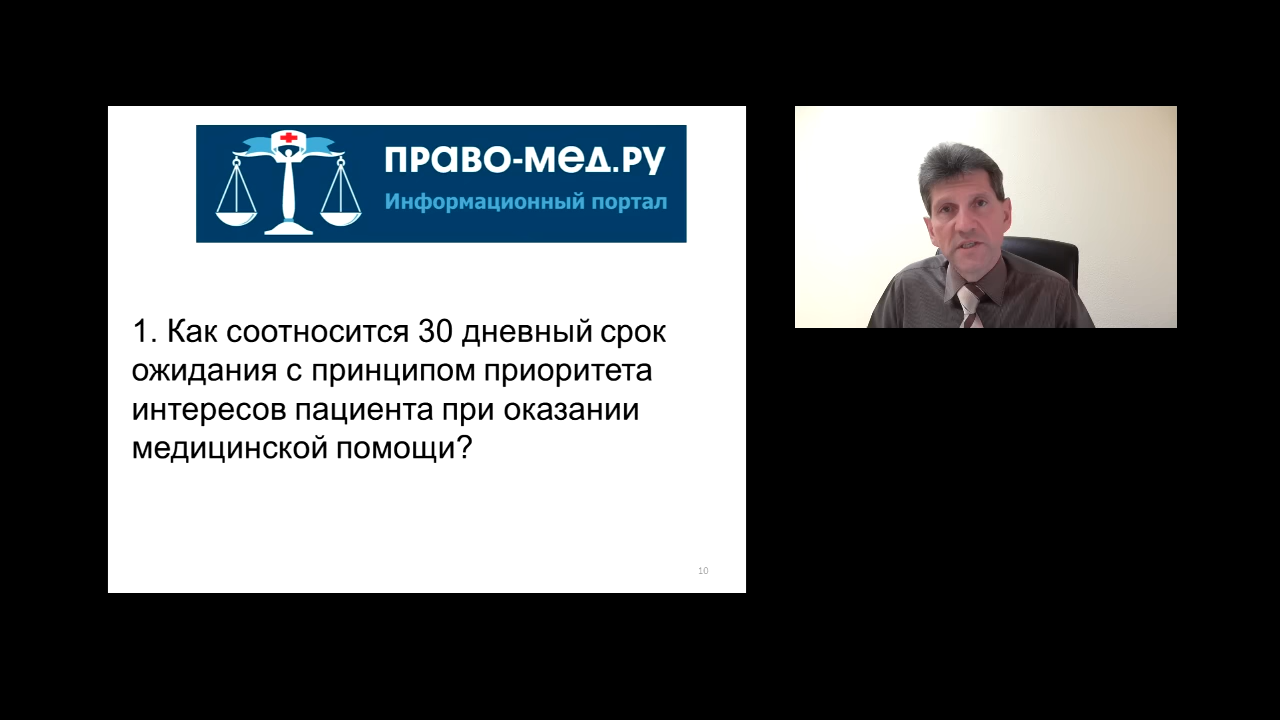 ПРАВО-МЕД.РУ
Информационный портал
1. Как соотносится 30 дневный срок
ожидания с принципом приоритета
интересов пациента при оказании
медицинской помощи?
10